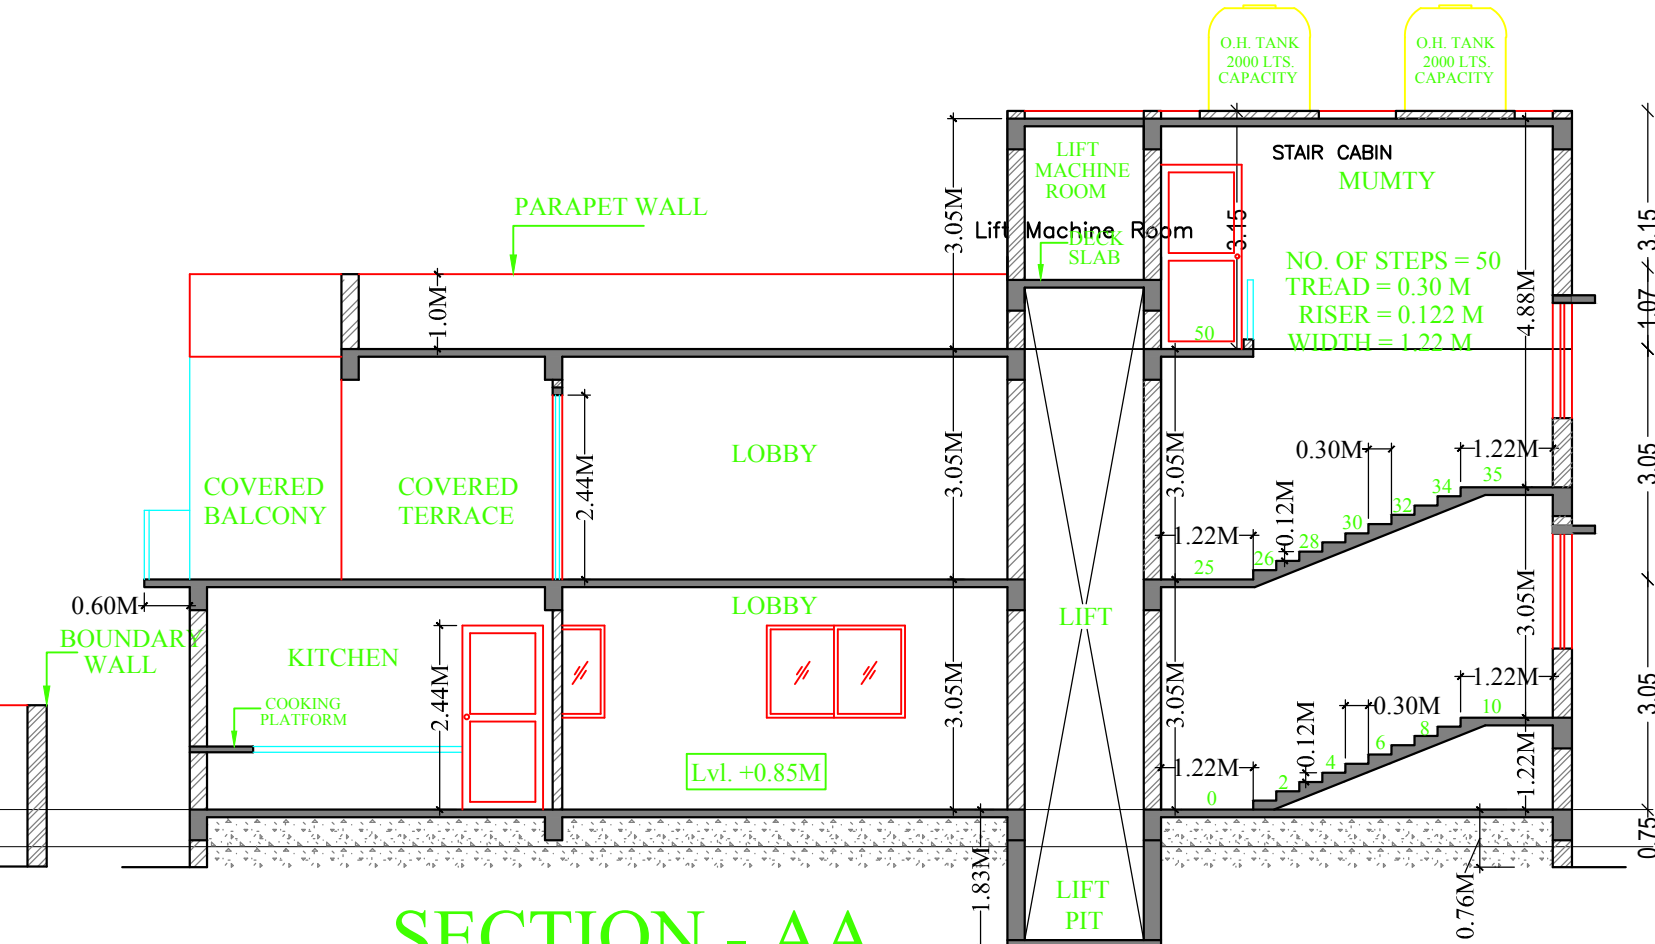 O.H. TANK
2000 LTS.
CAPACITY
O.H. TANK
2000 LTS.
CAPACITY
STAIR CABIN
MUMTY
LIFT
MACHINE
ROOM
Lift Machine Room
DECK
SLAB
PARAPET WALL
3.05M
3.15
4.88M
3.15
1.07
NO. OF STEPS = 50
TREAD = 0.30 M
RISER = 0.122 M
WIDTH = 1.22 M
1.0M
50
COVERED
BALCONY
COVERED
TERRACE
2.44M
LOBBY
3.05M
3.05M
3.05
0.30M
1.22M
1.22M
0.12M
25
26
28
30
32
34
35
0.60M
BOUNDARY
WALL
KITCHEN
COOKING
PLATFORM
2.44M
LOBBY
Lvl. +0.85M
3.05M
LIFT
3.05M
3.05M
3.05
1.22M
0.30M
0.12M
1.22M
1.22M
0
2
4
6
8
10
0.75
0.76M
1.83M
LIFT
PIT
SECTION - AA